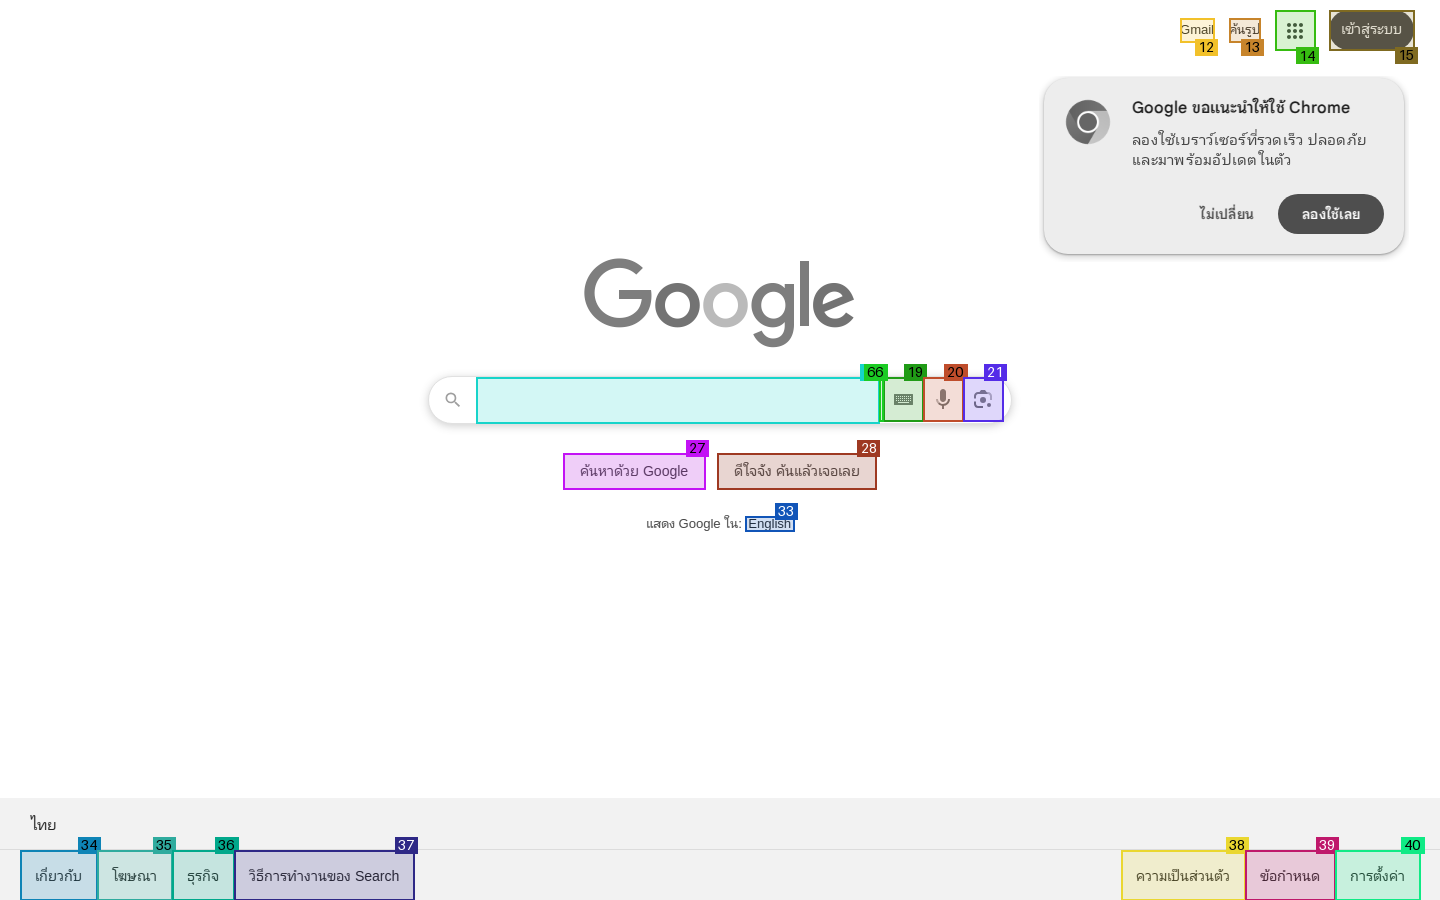 Gmail
ค้นรูป
เข้าสู่ระบบ
12
13
14
15
Google ขอแนะนำให้ใช้ Chrome
ลองใช้เบราว์เซอร์ที่รวดเร็ว ปลอดภัย
และมาพร้อมอัปเดตในตัว
ไม่เปลี่ยน
ลองใช้เลย
Google
66
19
20
21
27
28
ค้นหาด้วย Google
ดีใจจัง ค้นแล้วเจอเลย
33
แสดง Google ใน: English
ไทย
34
35
36
37
38
39
40
เกี่ยวกับ
โฆษณา
ธุรกิจ
วิธีการทำงานของ Search
ความเป็นส่วนตัว
ข้อกำหนด
การตั้งค่า